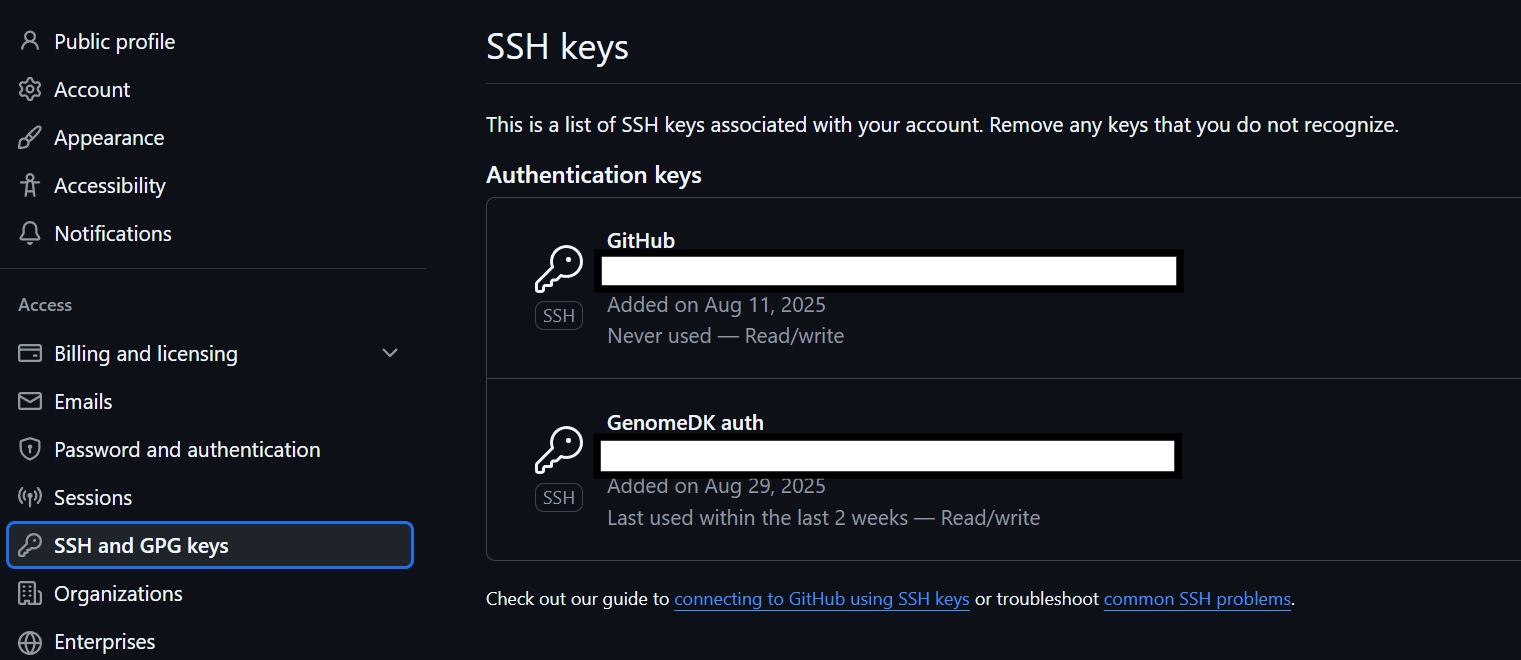 Public profile
Account
Appearance
Accessibility
Notifications
Access
Billing and licensing
Emails
Password and authentication
Sessions
SSH and GPG keys
Organizations
Enterprises
SSH keys
This is a list of SSH keys associated with your account. Remove any keys that you do not recognize.
Authentication keys
GitHub
SSH
Added on Aug 11, 2025
Never used — Read/write
GenomeDK auth
SSH
Added on Aug 29, 2025
Last used within the last 2 weeks — Read/write
Check out our guide to connecting to GitHub using SSH keys or troubleshoot common SSH problems.